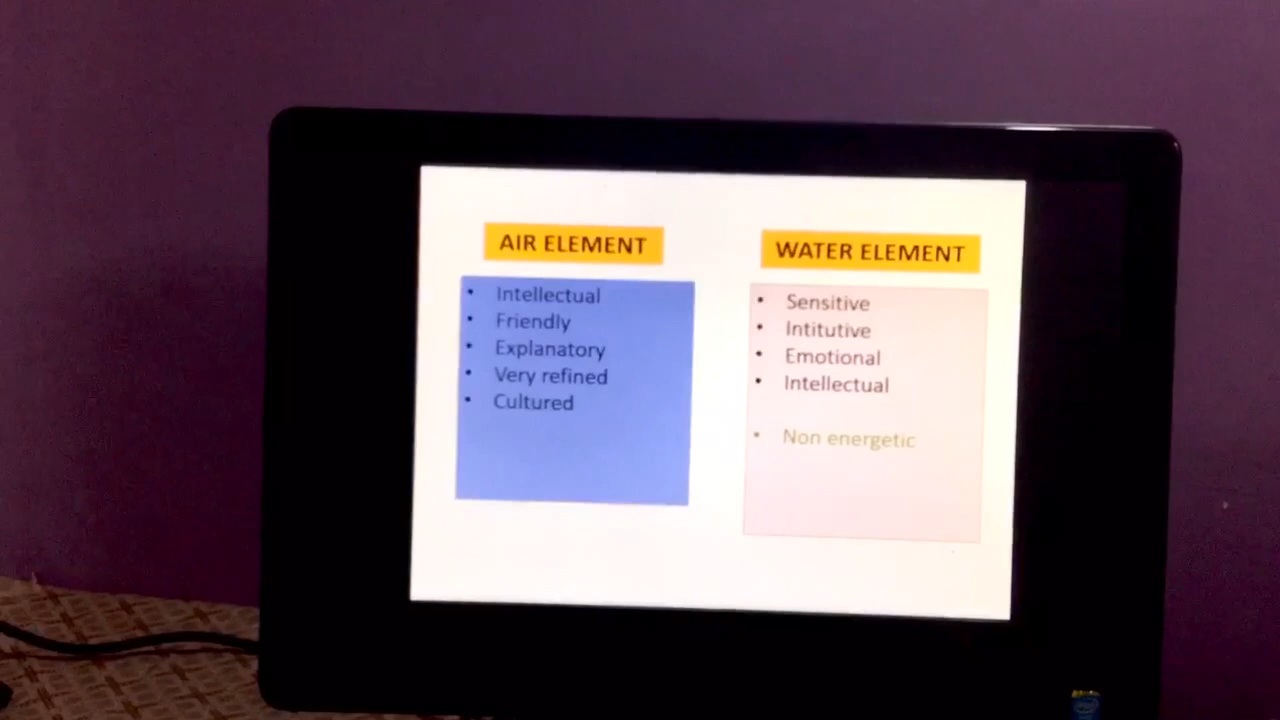 AIR ELEMENT
• Intellectual
• Friendly
• Explanatory
• Very refined
• Cultured
WATER ELEMENT
• Sensitive
• Intitutive
• Emotional
• Intellectual
• Non energetic